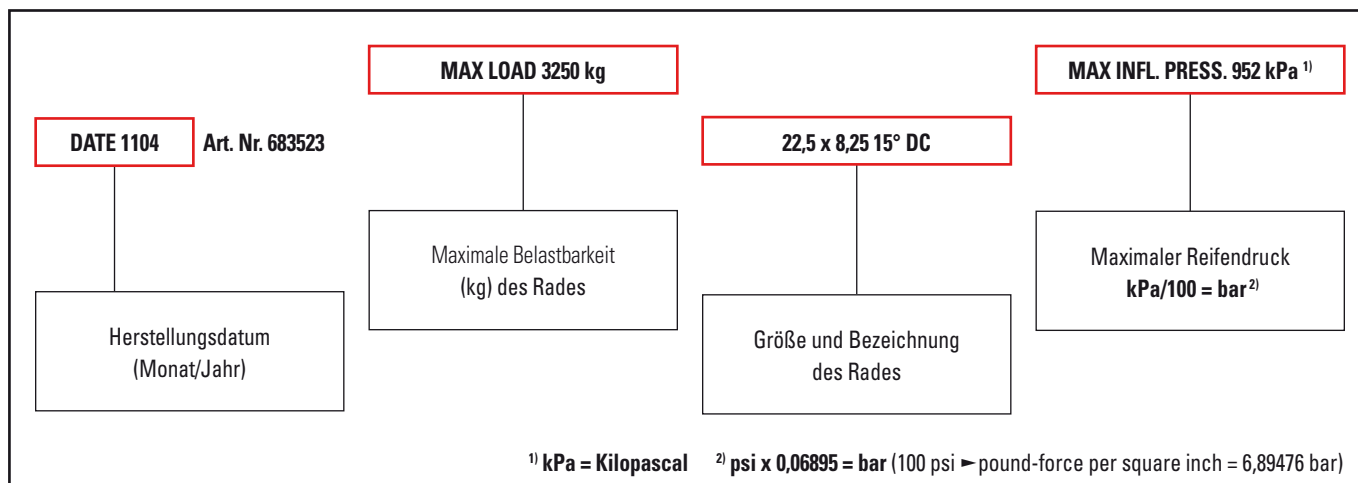 MAX LOAD 3250 kg
MAX INFL. PRESS. 952 kPa ¹⁾
DATE 1104 Art. Nr. 683523
22,5 x 8,25 15° DC
Maximale Belastbarkeit
(kg) des Rades
Maximaler Reifendruck
kPa/100 = bar²⁾
Herstellungsdatum
(Monat/Jahr)
Größe und Bezeichnung
des Rades
¹⁾ kPa = Kilopascal ²⁾ psi x 0,06895 = bar (100 psi ►pound-force per square inch = 6,89476 bar)